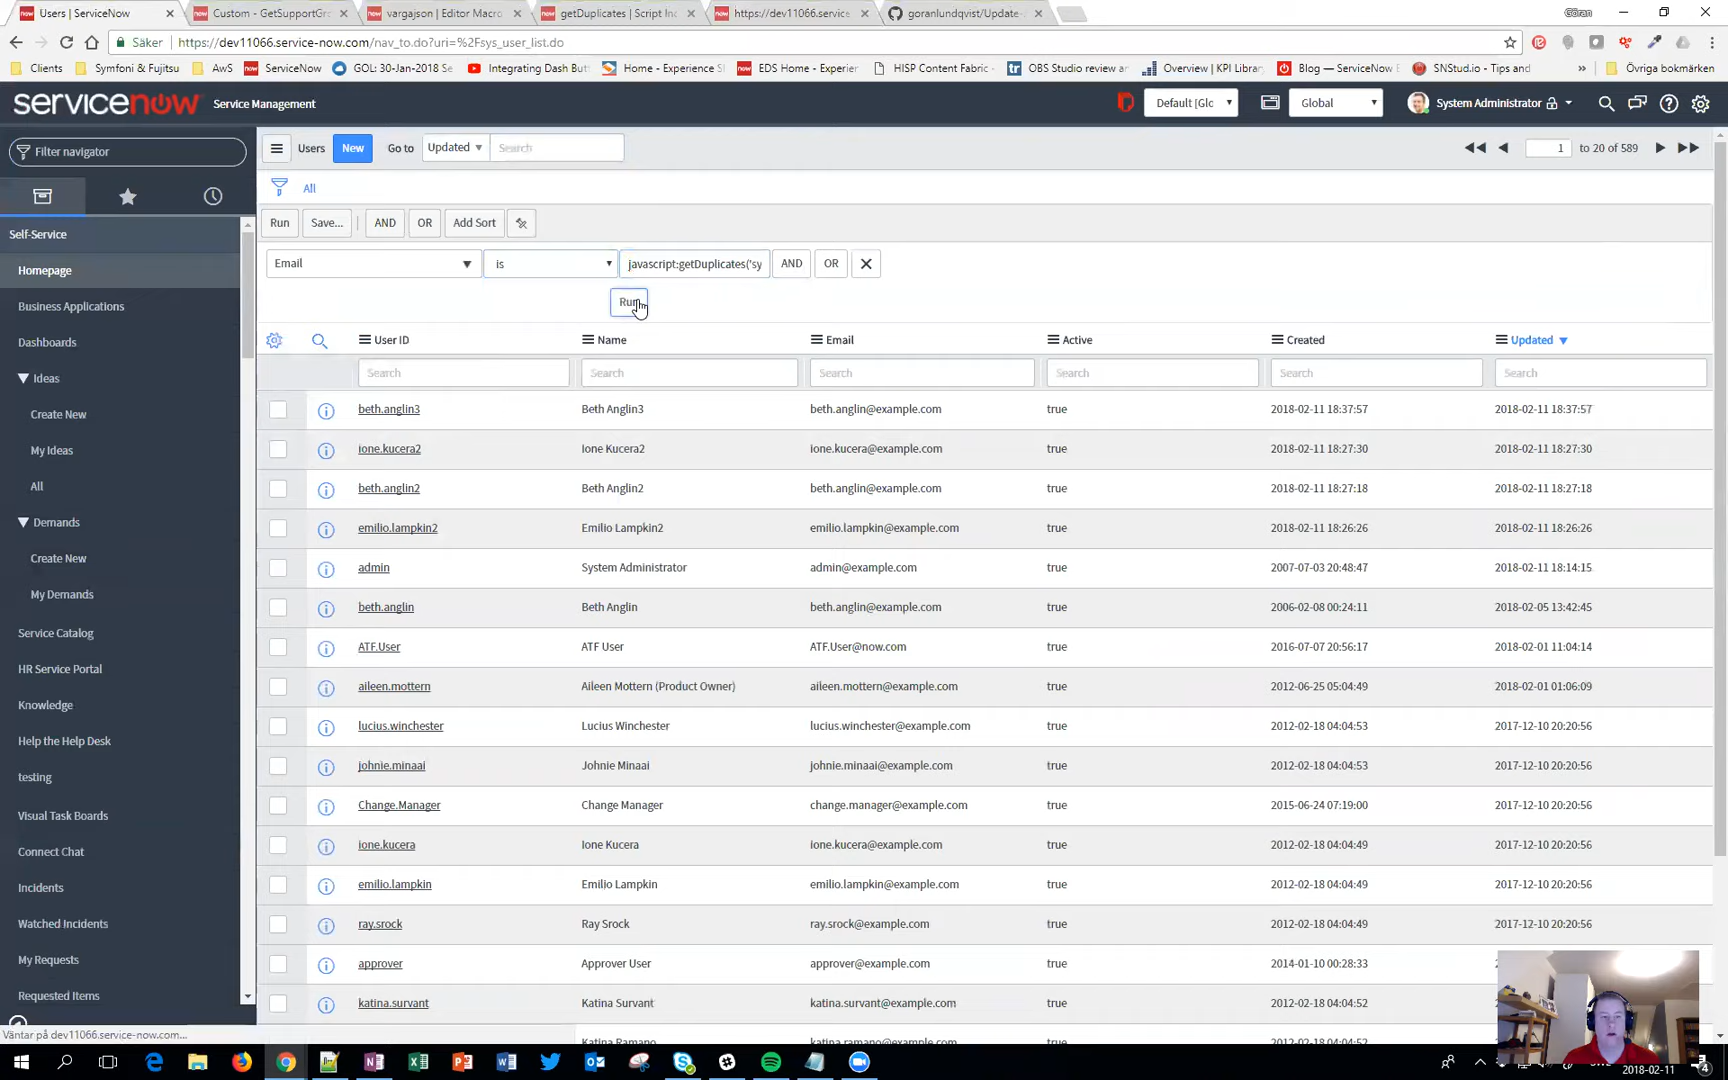 Users | ServiceNow
Custom - GetSupportGr
vargajson | Editor Macro
getDuplicates | Script Inc
https://dev11066.service
goranlundqvist/Update-
Göran
Säker
https://dev11066.service-now.com/nav_to.do?uri=%2Fsys_user_list.do
Clients
Symfoni & Fujitsu
AwS
ServiceNow
GOL: 30-Jan-2018 Se
Integrating Dash Butt
Home - Experience S
EDS Home - Experien
HISP Content Fabric -
OBS Studio review a
Overview | KPI Librar
Blog — ServiceNow E
SNStud.io - Tips and
»
Övriga bokmärken
servicenow
Service Management
Default [Glc
Global
System Administrator
Filter navigator
Users
New
Go to
Updated
Search
1
to 20 of 589
All
Run
Save...
AND
OR
Add Sort
Email
is
javascript:getDuplicates('sy
AND
OR
Run
User ID
Name
Email
Active
Created
Updated
Search
Search
Search
Search
Search
Search
beth.anglin3 Beth Anglin3 beth.anglin@example.com true 2018-02-11 18:37:57 2018-02-11 18:37:57
ione.kucera2 Ione Kucera2 ione.kucera@example.com true 2018-02-11 18:27:30 2018-02-11 18:27:30
beth.anglin2 Beth Anglin2 beth.anglin@example.com true 2018-02-11 18:27:18 2018-02-11 18:27:18
emilio.lampkin2 Emilio Lampkin2 emilio.lampkin@example.com true 2018-02-11 18:26:26 2018-02-11 18:26:26
admin System Administrator admin@example.com true 2007-07-03 20:48:47 2018-02-11 18:14:15
beth.anglin Beth Anglin beth.anglin@example.com true 2006-02-08 00:24:11 2018-02-05 13:42:45
ATF.User ATF User ATF.User@now.com true 2016-07-07 20:56:17 2018-02-01 11:04:14
aileen.mottern Aileen Mottern (Product Owner) aileen.mottern@example.com true 2012-06-25 05:04:49 2018-02-01 01:06:09
lucius.winchester Lucius Winchester lucius.winchester@example.com true 2012-02-18 04:04:53 2017-12-10 20:20:56
johnie.minaai Johnie Minaai johnie.minaai@example.com true 2012-02-18 04:04:53 2017-12-10 20:20:56
Change.Manager Change Manager change.manager@example.com true 2015-06-24 07:19:00 2017-12-10 20:20:56
ione.kucera Ione Kucera ione.kucera@example.com true 2012-02-18 04:04:49 2017-12-10 20:20:56
emilio.lampkin Emilio Lampkin emilio.lampkin@example.com true 2012-02-18 04:04:49 2017-12-10 20:20:56
ray.srock Ray Srock ray.srock@example.com true 2012-02-18 04:04:49 2017-12-10 20:20:56
approver Approver User approver@example.com true 2014-01-10 00:28:33
katina.survant Katina Survant katina.survant@example.com true 2012-02-18 04:04:52
Self-Service
Homepage
Business Applications
Dashboards
Ideas
Create New
My Ideas
All
Demands
Create New
My Demands
Service Catalog
HR Service Portal
Knowledge
Help the Help Desk
testing
Visual Task Boards
Connect Chat
Incidents
Watched Incidents
My Requests
Requested Items
Väntar på dev11066.service-now.com...
2018-02-11
4